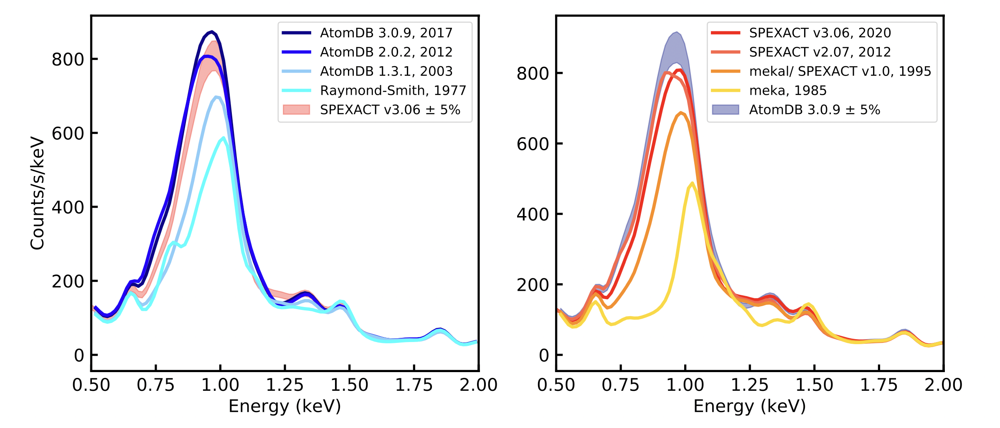 AtomDB 3.0.9, 2017
AtomDB 2.0.2, 2012
AtomDB 1.3.1, 2003
Raymond-Smith, 1977
SPEXACT v3.06 ± 5%
Counts/s/keV
800
600
400
200
0
0.50 0.75 1.00 1.25 1.50 1.75 2.00
Energy (keV)
SPEXACT v3.06, 2020
SPEXACT v2.07, 2012
mekal/ SPEXACT v1.0, 1995
meka, 1985
AtomDB 3.0.9 ± 5%
800
600
400
200
0
0.50 0.75 1.00 1.25 1.50 1.75 2.00
Energy (keV)